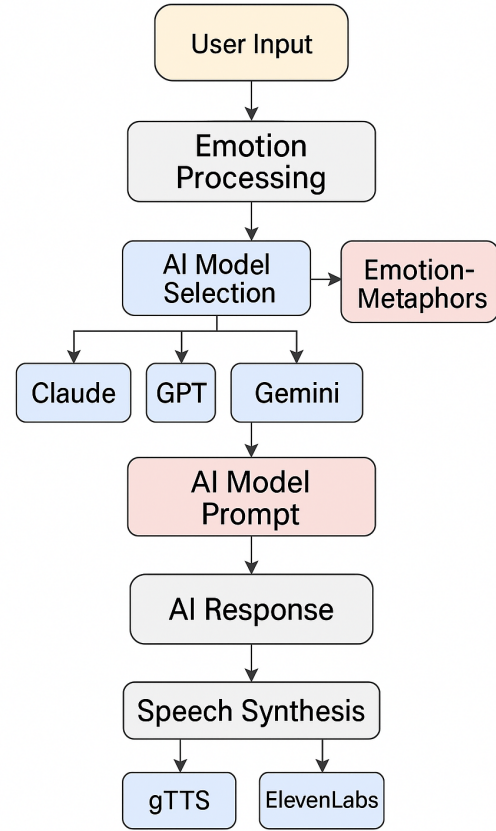 User Input
Emotion
Processing
AI Model
Selection
Emotion-
Metaphors
Claude
GPT
Gemini
AI Model
Prompt
AI Response
Speech Synthesis
gTTS
ElevenLabs